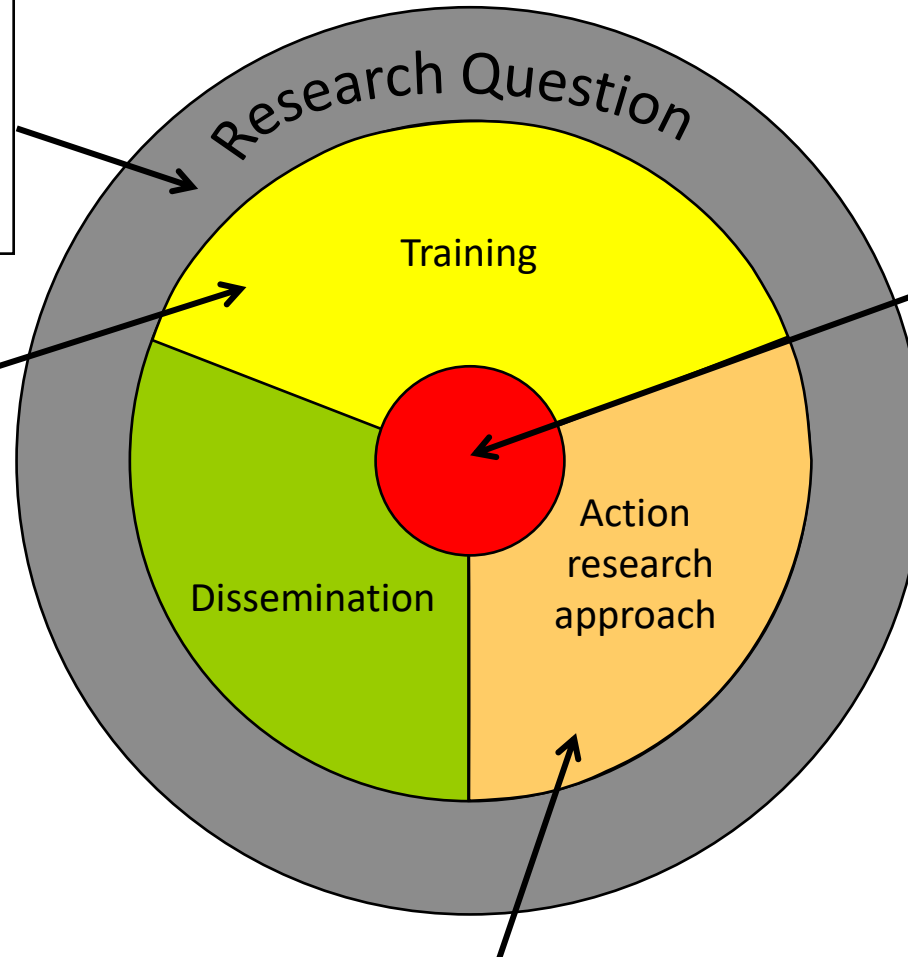 Research Question
Training
Action
research
approach
Dissemination